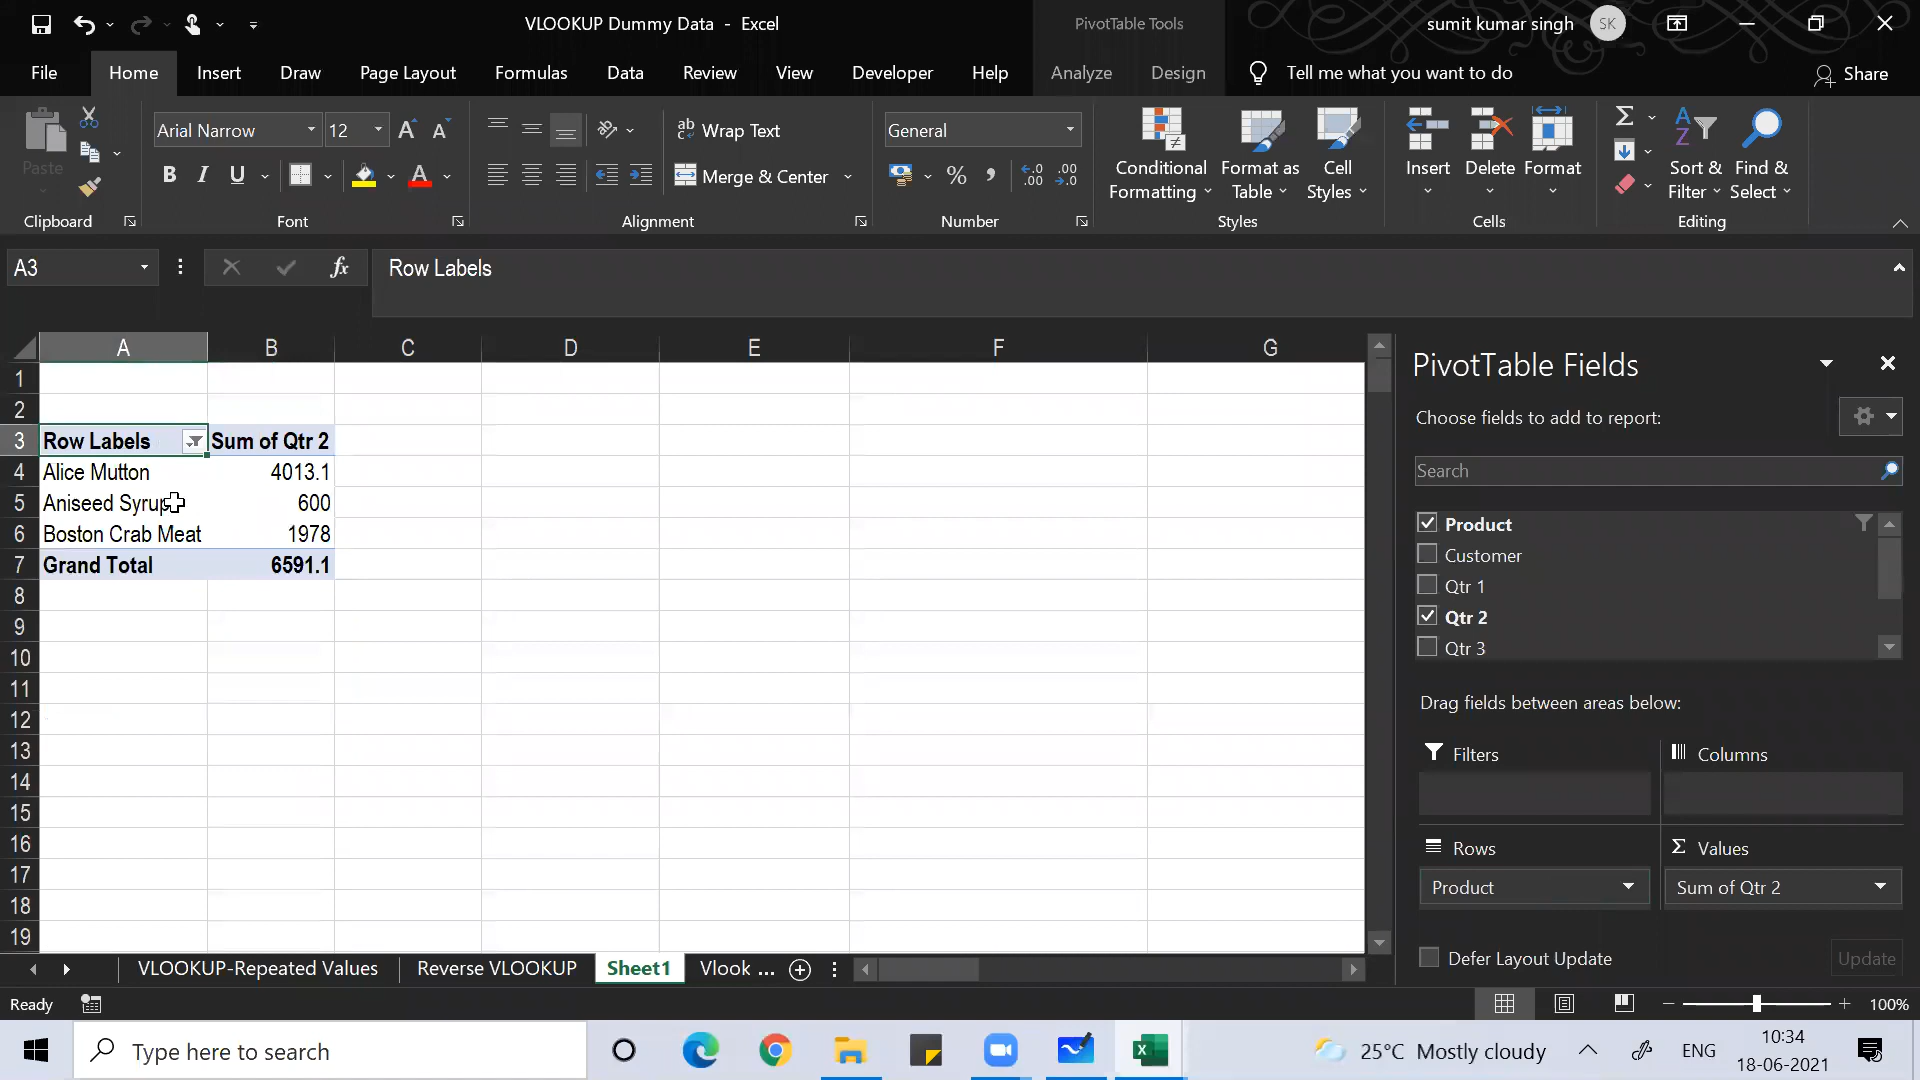 VLOOKUP Dummy Data - Excel
PivotTable Tools
sumit kumar singh
SK
File Home Insert Draw Page Layout Formulas Data Review View Developer Help Analyze Design Tell me what you want to do Share
Paste
Arial Narrow 12
Wrap Text
General
B I U
Merge & Center
Conditional Formatting
Format as Table
Cell Styles
Insert Delete Format
Sort & Filter
Find & Select
Clipboard Font Alignment Number Styles Cells Editing
A3 fx Row Labels
A B C D E F G
1
2
3 Row Labels Sum of Qtr 2
4 Alice Mutton 4013.1
5 Aniseed Syrup 600
6 Boston Crab Meat 1978
7 Grand Total 6591.1
8
9
10
11
12
13
14
15
16
17
18
19
PivotTable Fields
Choose fields to add to report:
Search
Product
Customer
Qtr 1
Qtr 2
Qtr 3
Drag fields between areas below:
Filters Columns
Rows Values
Product Sum of Qtr 2
Defer Layout Update Update
VLOOKUP-Repeated Values Reverse VLOOKUP Sheet1 Vlook ...
Ready 100%
Type here to search
25°C Mostly cloudy
ENG
10:34
18-06-2021